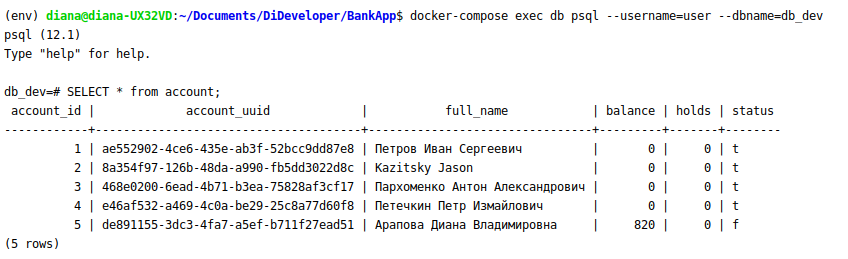 (env) diana@diana-UX32VD:~/Documents/DiDeveloper/BankApp$ docker-compose exec db psql --username=user --dbname=db_dev
psql (12.1)
Type "help" for help.

db_dev=# SELECT * from account;
 account_id |             account_uuid             |           full_name            | balance | holds | status
------------+--------------------------------------+--------------------------------+---------+-------+--------
          1 | ae552902-4ce6-435e-ab3f-52bcc9dd87e8 | Петров Иван Сергеевич          |       0 |     0 | t
          2 | 8a354f97-126b-48da-a990-fb5dd3022d8c | Kazitsky Jason                 |       0 |     0 | t
          3 | 468e0200-6ead-4b71-b3ea-75828af3cf17 | Пархоменко Антон Александрович |       0 |     0 | t
          4 | e46af532-a469-4c0a-be29-25c8a77d60f8 | Петечкин Петр Измайлович       |       0 |     0 | t
          5 | de891155-3dc3-4fa7-a5ef-b711f27ead51 | Арапова Диана Владимировна     |     820 |     0 | f
(5 rows)